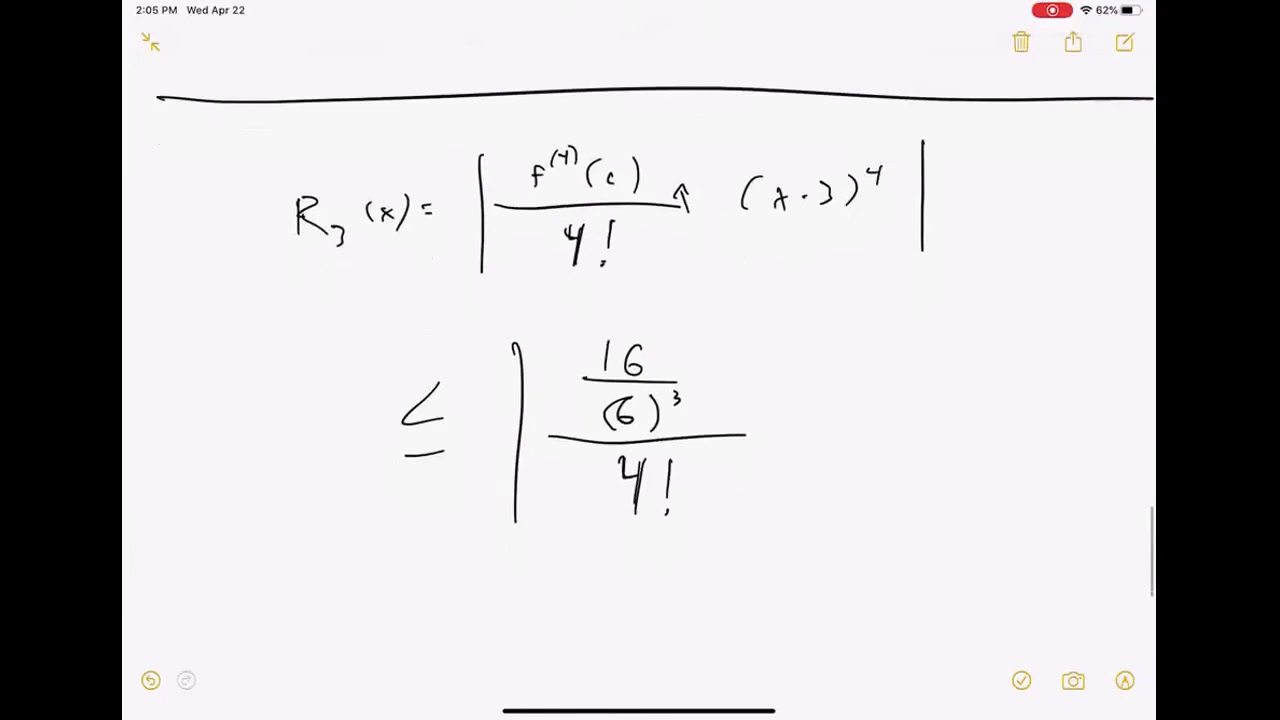 2:05 PM Wed Apr 22 62%
R₃ (x) = | f⁽⁴⁾(c) / 4! (x - 3)⁴ |
≤ | 16 / (6)³ / 4!